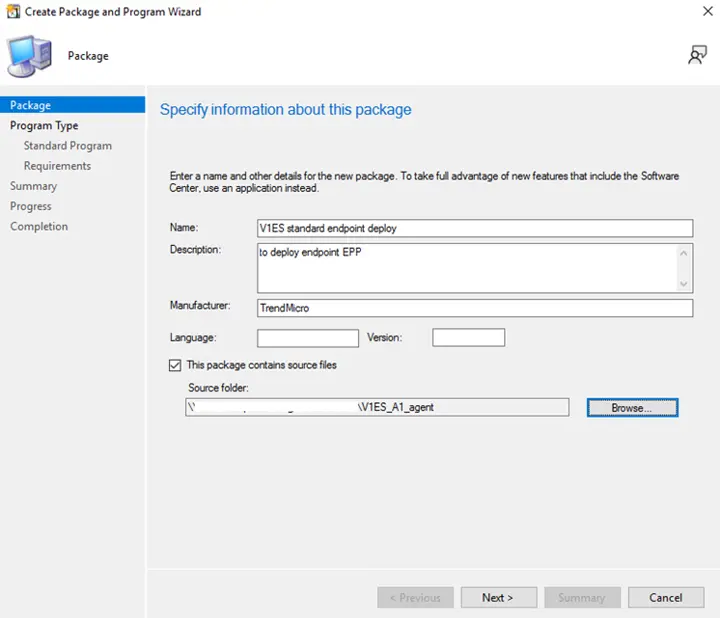 Create Package and Program Wizard
Package
Package
Program Type
Standard Program
Requirements
Summary
Progress
Completion
Specify information about this package
Enter a name and other details for the new package. To take full advantage of new features that include the Software
Center, use an application instead.
Name: V1ES standard endpoint deploy
Description: to deploy endpoint EPP
Manufacturer: TrendMicro
Language: Version:
This package contains source files
Source folder:
\V1ES_A1_agent Browse...
< Previous Next > Summary Cancel